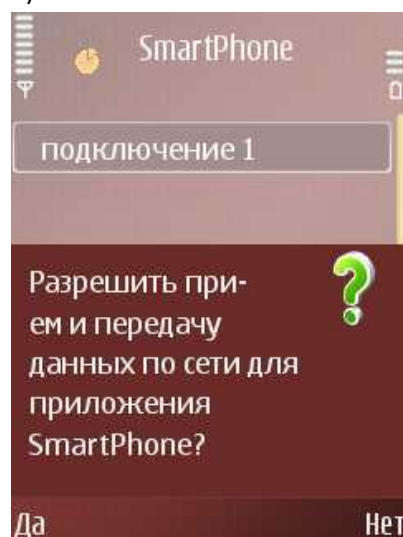 SmartPhone
подключение 1
Разрешить при-
ем и передачу
данных по сети для
приложения
SmartPhone?
Да Нет